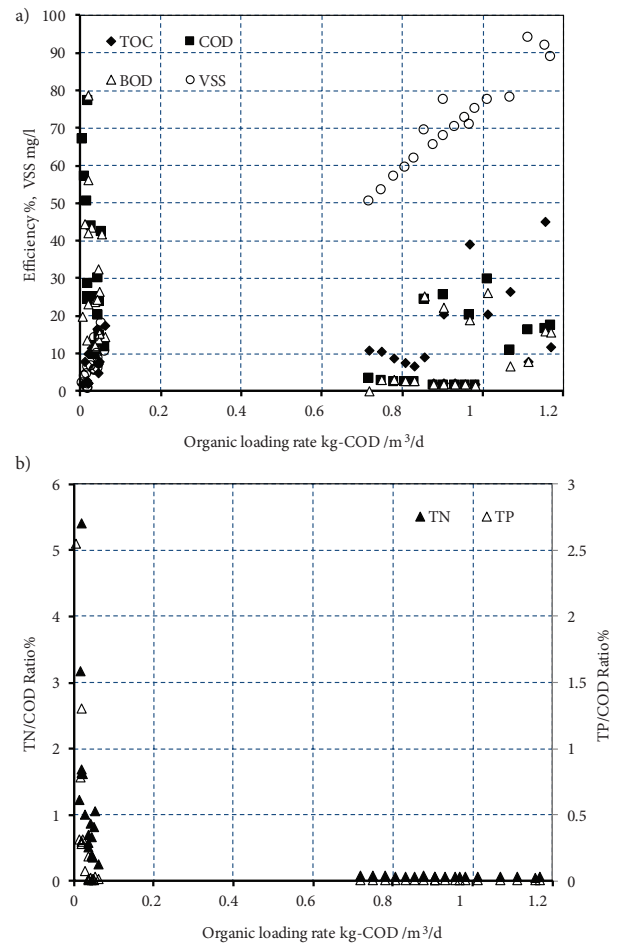 a)
100
90
80
70
60
50
40
30
20
10
0
Efficiency %, VSS mg/l
TOC COD
BOD VSS
0 0.2 0.4 0.6 0.8 1 1.2
Organic loading rate kg-COD /m³/d
b)
6
5
4
3
2
1
0
TN/COD Ratio%
TN TP
3
2.5
2
1.5
1
0.5
0
TP/COD Ratio%
0 0.2 0.4 0.6 0.8 1 1.2
Organic loading rate kg-COD /m³/d